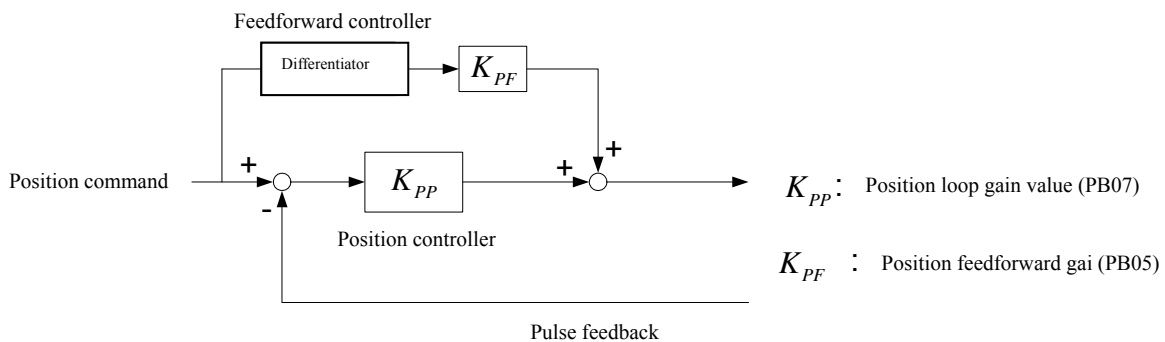 Feedforward controller
Differentiator
K_PF
+
+
+
Position command
K_PP
-
Position controller
K_PP : Position loop gain value (PB07)
K_PF : Position feedforward gai (PB05)
Pulse feedback